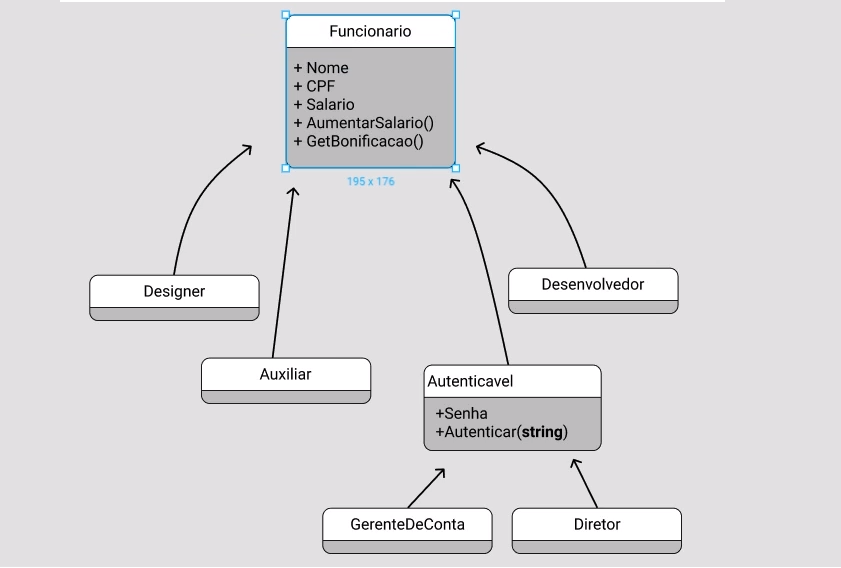 Funcionario
+ Nome
+ CPF
+ Salario
+ AumentarSalario()
+ GetBonificacao()
195 x 176
Designer
Desenvolvedor
Auxiliar
Autenticavel
+Senha
+Autenticar(string)
GerenteDeConta
Diretor